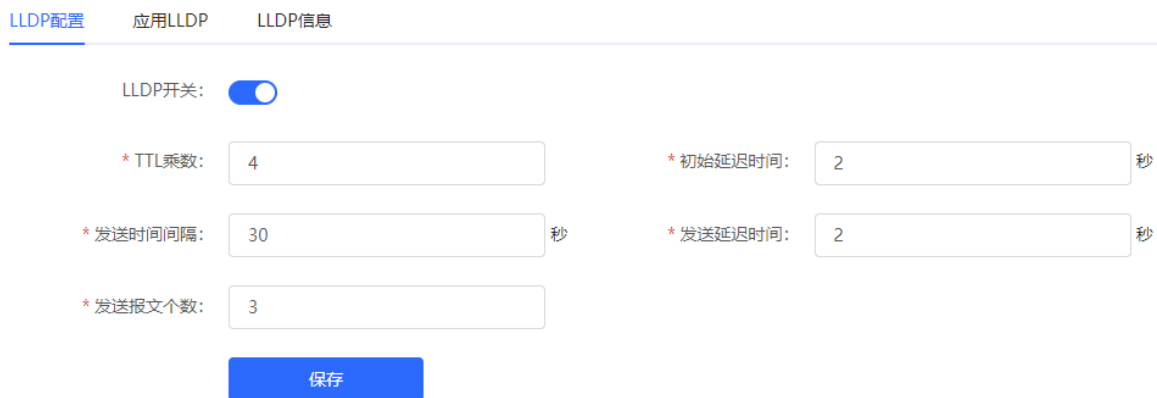 LLDP配置 应用LLDP LLDP信息
LLDP开关：
* TTL乘数： 4 * 初始延迟时间： 2 秒
* 发送时间间隔： 30 秒 * 发送延迟时间： 2 秒
* 发送报文个数： 3
保存